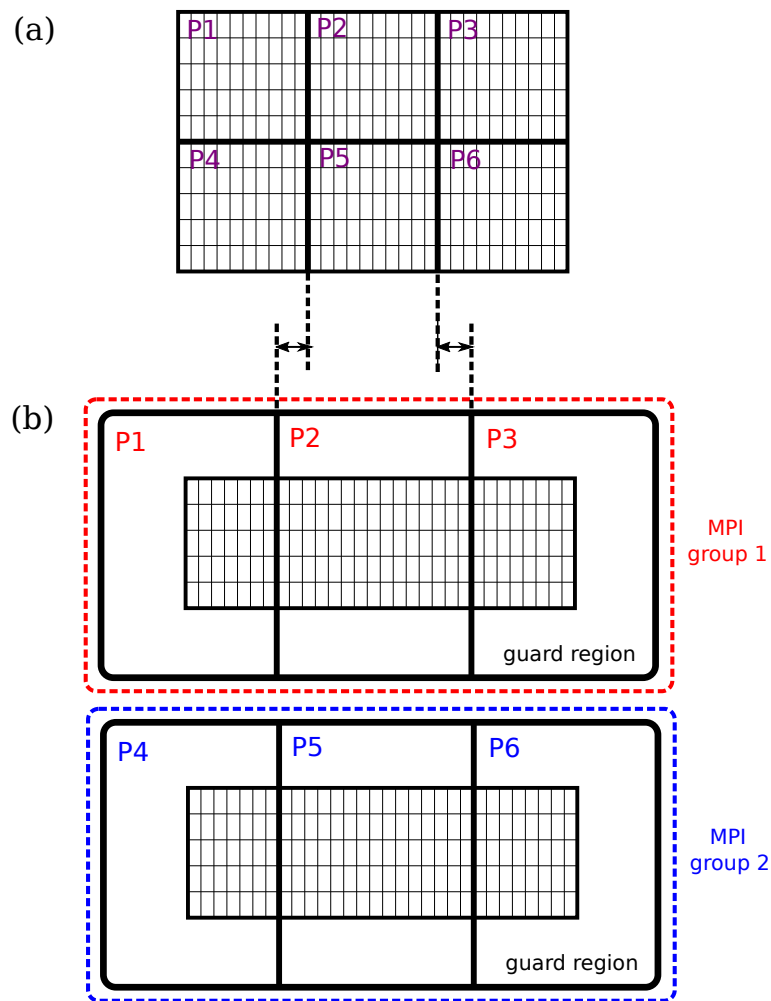 (a)
P1 P2 P3
P4 P5 P6
(b)
P1 P2 P3
MPI
group 1
guard region
P4 P5 P6
MPI
group 2
guard region